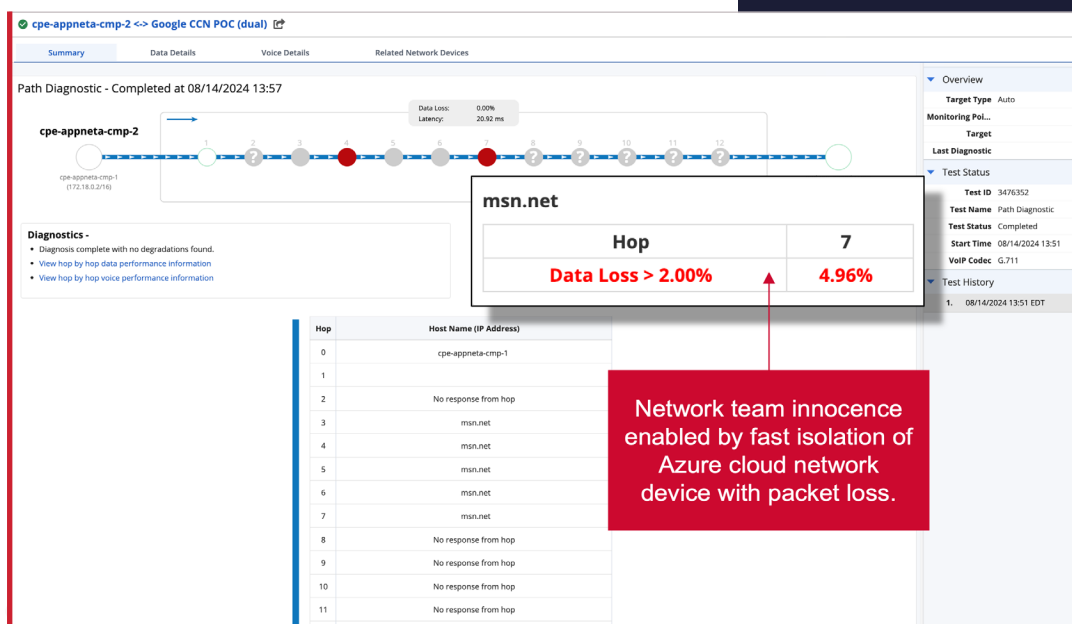 cpe-appneta-cmp-2 <-> Google CCN POC (dual)
Summary
Data Details
Voice Details
Related Network Devices
Path Diagnostic - Completed at 08/14/2024 13:57
Data Loss: 0.00%
Latency: 20.92 ms
cpe-appneta-cmp-2
1 2 3 4 5 6 7 8 9 10 11 12
? ? ? ? ? ?
cpe-appneta-cmp-1
(172.18.0.2/16)
msn.net
Hop 7
Data Loss > 2.00% 4.96%
Diagnostics -
• Diagnosis complete with no degradations found.
• View hop by hop data performance information
• View hop by hop voice performance information
Hop Host Name (IP Address)
0 cpe-appneta-cmp-1
1
2 No response from hop
3 msn.net
4 msn.net
5 msn.net
6 msn.net
7 msn.net
8 No response from hop
9 No response from hop
10 No response from hop
11 No response from hop
Network team innocence
enabled by fast isolation of
Azure cloud network
device with packet loss.
Overview
Target Type Auto
Monitoring Poi...
Target
Last Diagnostic
Test Status
Test ID 3476352
Test Name Path Diagnostic
Test Status Completed
Start Time 08/14/2024 13:51
VoIP Codec G.711
Test History
1. 08/14/2024 13:51 EDT